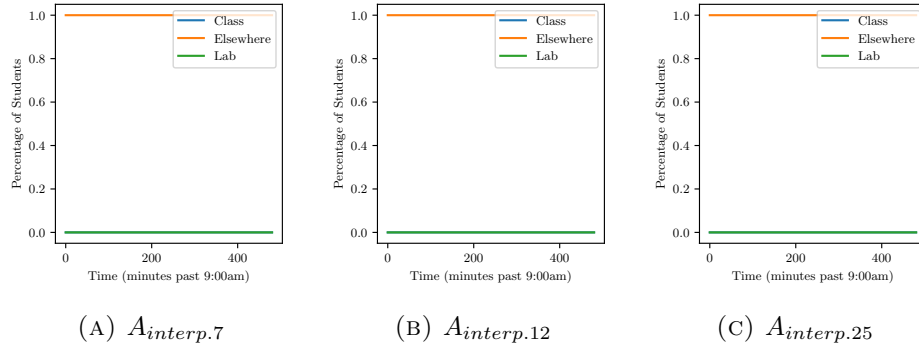 1.0
0.8
0.6
0.4
0.2
0.0
Percentage of Students
Class
Elsewhere
Lab
0 200 400
Time (minutes past 9:00am)
(A) A_interp.7
1.0
0.8
0.6
0.4
0.2
0.0
Percentage of Students
Class
Elsewhere
Lab
0 200 400
Time (minutes past 9:00am)
(B) A_interp.12
1.0
0.8
0.6
0.4
0.2
0.0
Percentage of Students
Class
Elsewhere
Lab
0 200 400
Time (minutes past 9:00am)
(C) A_interp.25